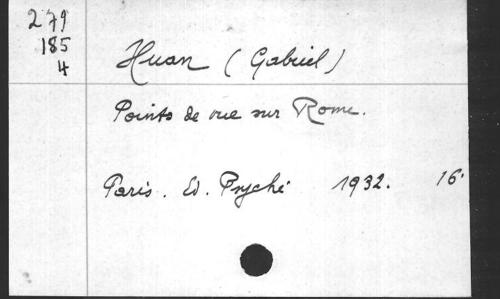 279
185
4
Huan (Gabriel)
Points de vue sur Rome.
Paris. Ed. Psyché 1932. 16°